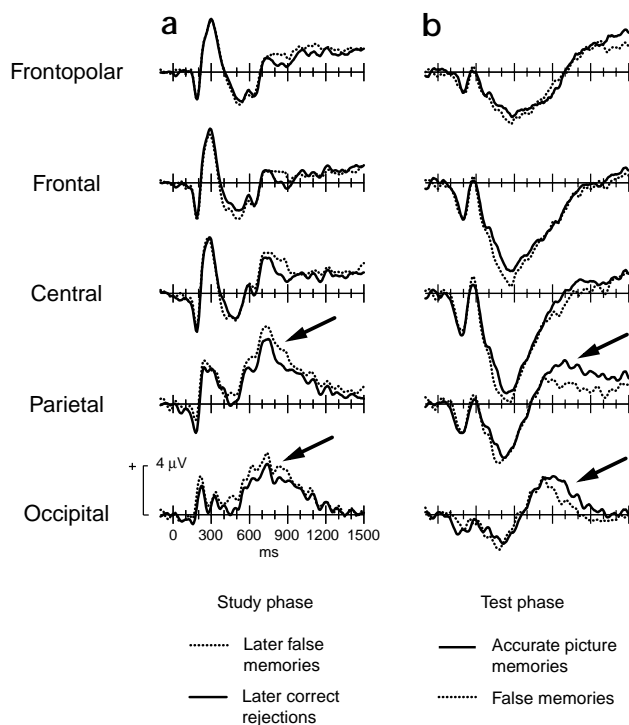 a
b
Frontopolar
Frontal
Central
Parietal
+ 4 µV
Occipital
0 300 600 900 1200 1500
ms
Study phase
Later false
memories
Later correct
rejections
Test phase
Accurate picture
memories
False memories